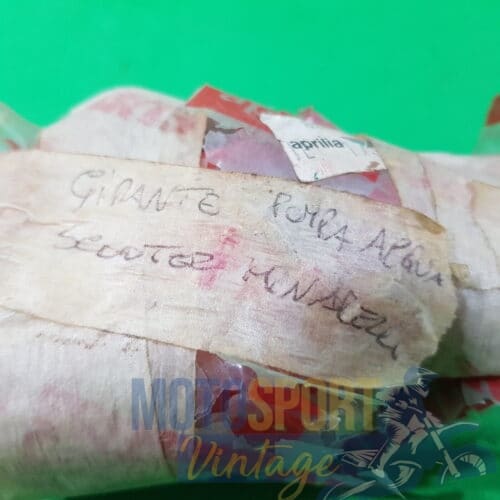 aprilia
GIRANTE POMPA ACQUA
SCOOTER MINARELLI
MOTOSPORT
Vintage